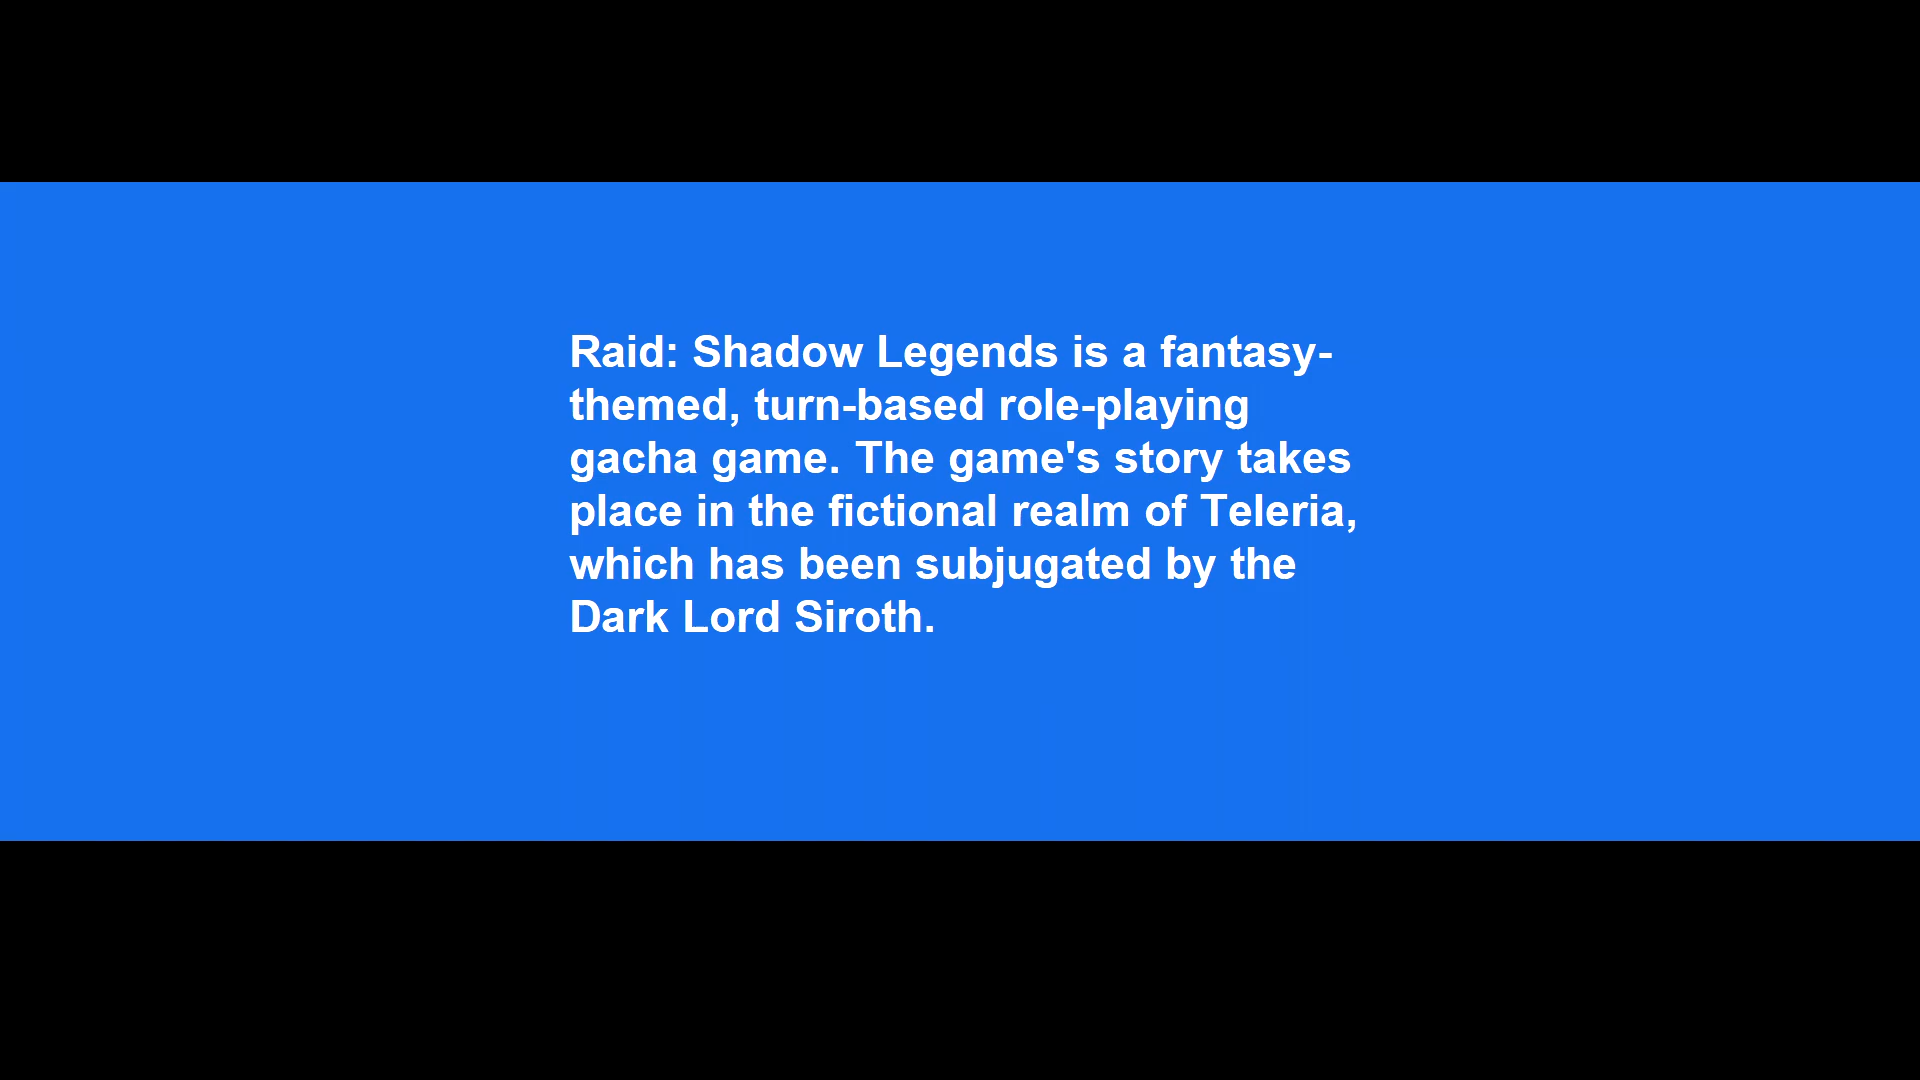 Raid: Shadow Legends is a fantasy-
themed, turn-based role-playing
gacha game. The game's story takes
place in the fictional realm of Teleria,
which has been subjugated by the
Dark Lord Siroth.